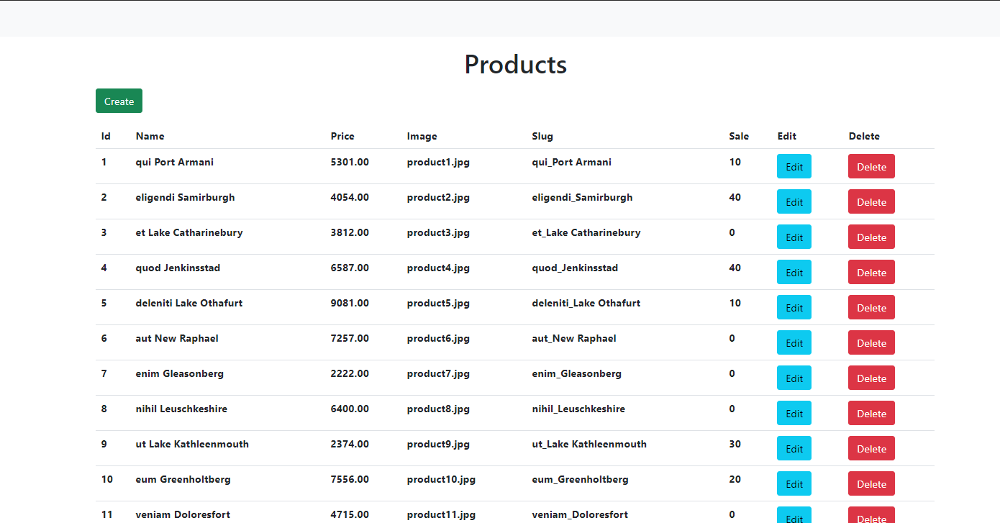 Products
Create
Id Name Price Image Slug Sale Edit Delete
1 qui Port Armani 5301.00 product1.jpg qui_Port Armani 10 Edit Delete
2 eligendi Samirburgh 4054.00 product2.jpg eligendi_Samirburgh 40 Edit Delete
3 et Lake Catharinebury 3812.00 product3.jpg et_Lake Catharinebury 0 Edit Delete
4 quod Jenkinsstad 6587.00 product4.jpg quod_Jenkinsstad 40 Edit Delete
5 deleniti Lake Othafurt 9081.00 product5.jpg deleniti_Lake Othafurt 10 Edit Delete
6 aut New Raphael 7257.00 product6.jpg aut_New Raphael 0 Edit Delete
7 enim Gleasonberg 2222.00 product7.jpg enim_Gleasonberg 0 Edit Delete
8 nihil Leuschkeshire 6400.00 product8.jpg nihil_Leuschkeshire 0 Edit Delete
9 ut Lake Kathleenmouth 2374.00 product9.jpg ut_Lake Kathleenmouth 30 Edit Delete
10 eum Greenholtberg 7556.00 product10.jpg eum_Greenholtberg 20 Edit Delete
11 veniam Doloresfort 4715.00 product11.jpg veniam_Doloresfort 0 Edit Delete